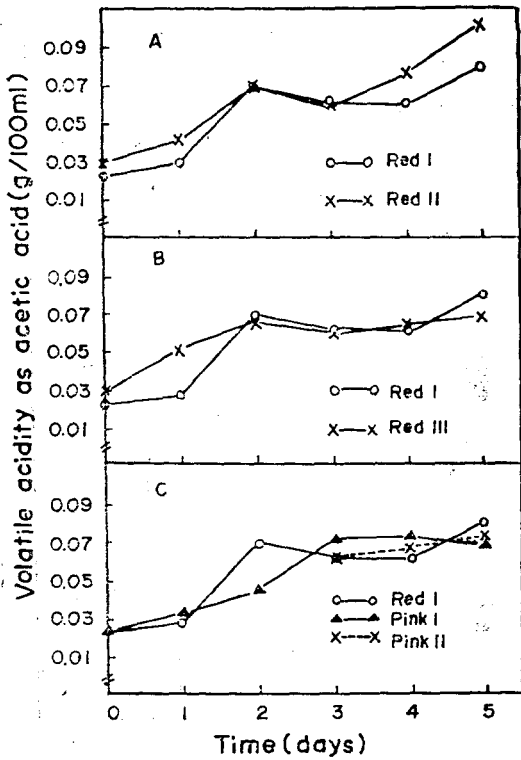 Volatile acidity as acetic acid (g/100ml)
A
0.09
0.07
0.05
0.03
0.01
Red I
Red II
B
0.09
0.07
0.05
0.03
0.01
Red I
Red III
C
0.09
0.07
0.05
0.03
0.01
Red I
Pink I
Pink II
0 1 2 3 4 5
Time (days)